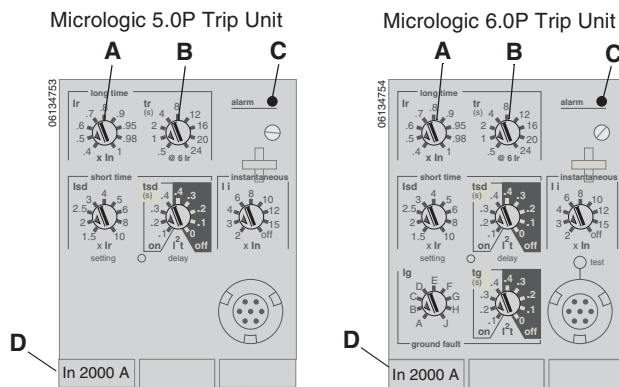 Micrologic 5.0P Trip Unit
A B C
06134753
long time
Ir
.4 .5 .6 .7 .8 .9 .95 .98 1
x In
tr
(s)
.5 1 2 4 8 12 16 20 24
@ 6 Ir
alarm
short time
Isd
1.5 2 2.5 3 4 5 6 8 10
x Ir
setting
tsd
(s)
.1 .2 .3 .4 .4 .3 .2 .1 0
on I²t off
delay
instantaneous
I i
2 3 4 6 8 10 12 15 off
x In
D
In 2000 A
Micrologic 6.0P Trip Unit
A B C
06134754
long time
Ir
.4 .5 .6 .7 .8 .9 .95 .98 1
x In
tr
(s)
.5 1 2 4 8 12 16 20 24
@ 6 Ir
alarm
short time
Isd
1.5 2 2.5 3 4 5 6 8 10
x Ir
setting
tsd
(s)
.1 .2 .3 .4 .4 .3 .2 .1 0
on I²t off
delay
instantaneous
I i
2 3 4 6 8 10 12 15 off
x In
test
Ig
A B C D E F G H J
tg
(s)
.1 .2 .3 .4 .4 .3 .2 .1 0
on I²t off
ground fault
D
In 2000 A